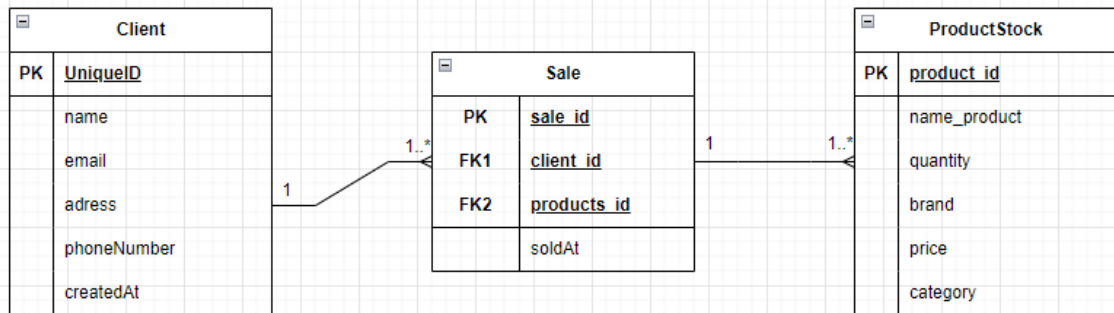 Client
PK UniqueID
name
email
adress
phoneNumber
createdAt
1
1..*
Sale
PK sale_id
FK1 client_id
FK2 products_id
soldAt
1
1..*
ProductStock
PK product_id
name_product
quantity
brand
price
category